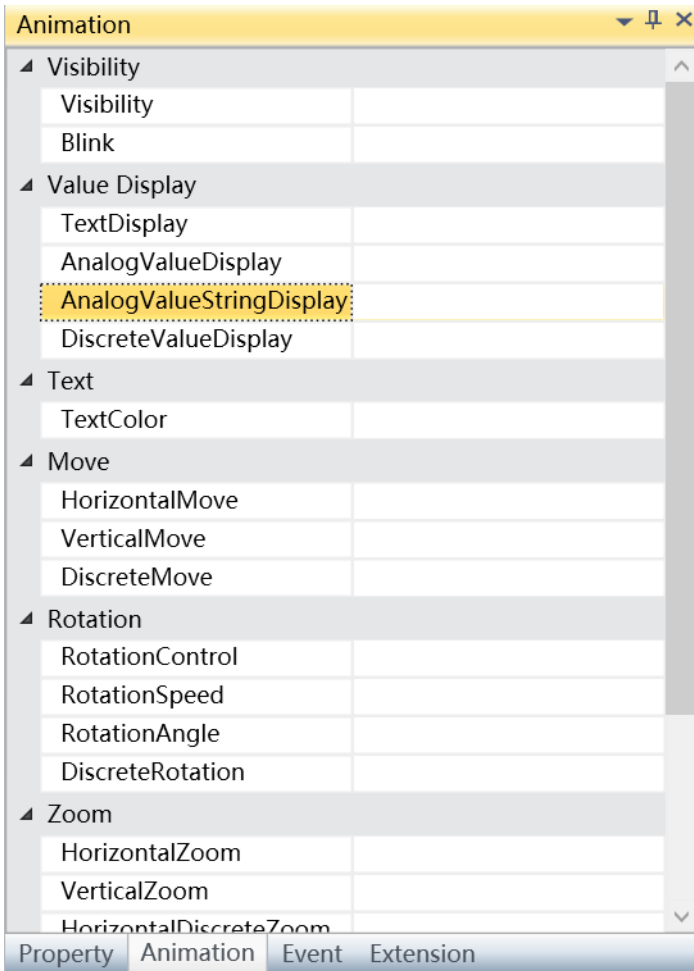 Animation
Visibility
Visibility
Blink
Value Display
TextDisplay
AnalogValueDisplay
AnalogValueStringDisplay
DiscreteValueDisplay
Text
TextColor
Move
HorizontalMove
VerticalMove
DiscreteMove
Rotation
RotationControl
RotationSpeed
RotationAngle
DiscreteRotation
Zoom
HorizontalZoom
VerticalZoom
HorizontalDiscreteZoom
Property Animation Event Extension